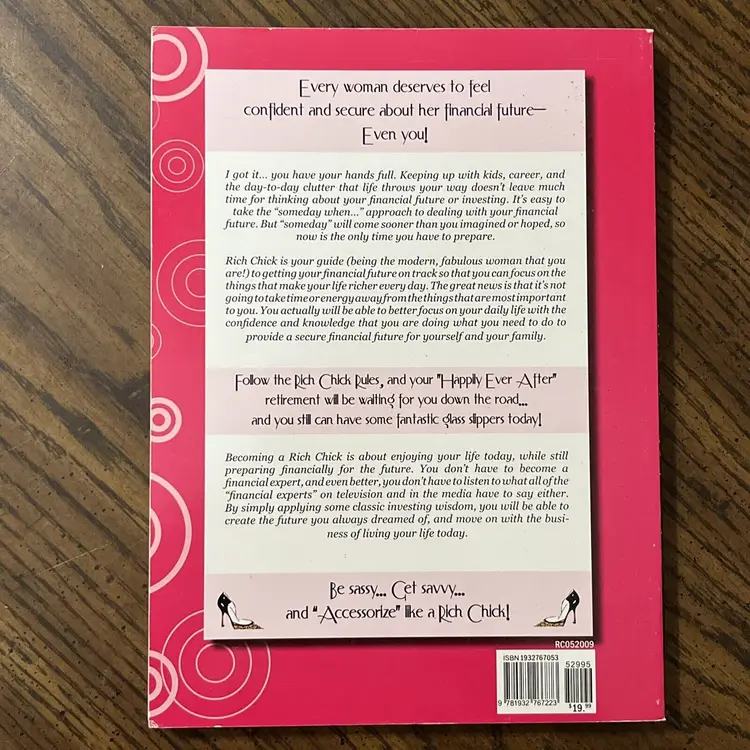 Every woman deserves to feel
confident and secure about her financial future—
Even you!
I got it... you have your hands full. Keeping up with kids, career, and
the day-to-day clutter that life throws your way doesn't leave much
time for thinking about your financial future or investing. It's easy to
take the "someday when..." approach to dealing with your financial
future. But "someday" will come sooner than you imagined or hoped, so
now is the only time you have to prepare.
Rich Chick is your guide (being the modern, fabulous woman that you
are!) to getting your financial future on track so that you can focus on the
things that make your life richer every day. The great news is that it's not
going to take time or energy away from the things that are most important
to you. You actually will be able to better focus on your daily life with the
confidence and knowledge that you are doing what you need to do to
provide a secure financial future for yourself and your family.
Follow the Rich Chick Rules, and your "Happily Ever After"
retirement will be waiting for you down the road...
and you still can have some fantastic glass slippers today!
Becoming a Rich Chick is about enjoying your life today, while still
preparing financially for the future. You don't have to become a
financial expert, and even better, you don't have to listen to what all of the
"financial experts" on television and in the media have to say either.
By simply applying some classic investing wisdom, you will be able to
create the future you always dreamed of, and move on with the busi-
ness of living your life today.
Be sassy... Get savvy...
and "Accessorize" like a Rich Chick!
RC052009
ISBN 1932767053
52995
9 781932 767223
$19.99